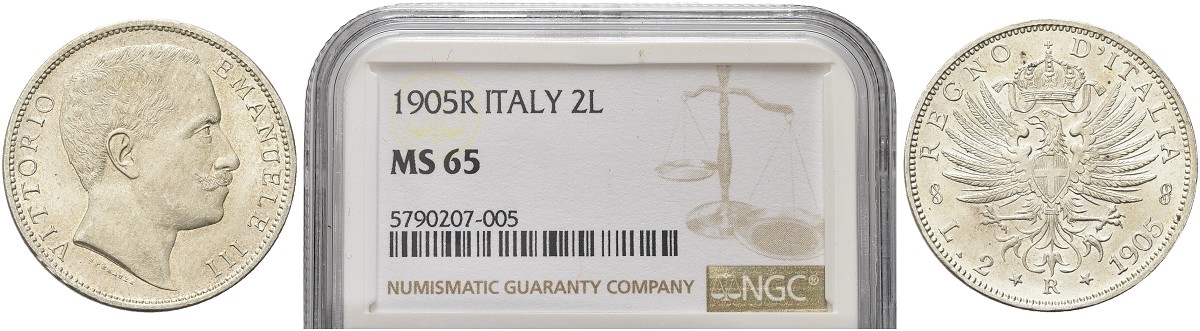 VITTORIO EMANUELE III
1905R ITALY 2L
MS 65
5790207-005
NUMISMATIC GUARANTY COMPANY
NGC®
REGNO D'ITALIA
L. 2 R 1905